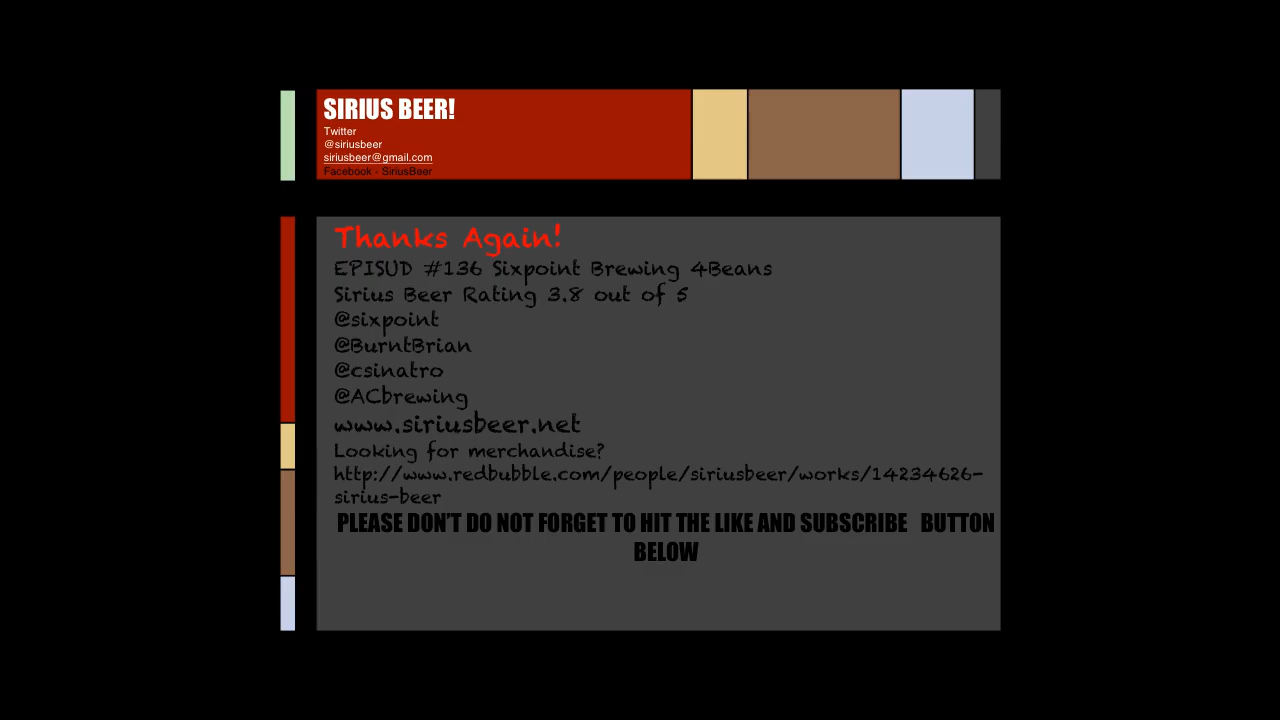 SIRIUS BEER!
Twitter
@siriusbeer
siriusbeer@gmail.com
Facebook - SiriusBeer
Thanks Again!
EPISUD #136 Sixpoint Brewing 4Beans
Sirius Beer Rating 3.8 out of 5
@sixpoint
@BurntBrian
@csinatro
@ACbrewing
www.siriusbeer.net
Looking for merchandise?
http://www.redbubble.com/people/siriusbeer/works/14234626-
sirius-beer
PLEASE DON'T DO NOT FORGET TO HIT THE LIKE AND SUBSCRIBE BUTTON
BELOW